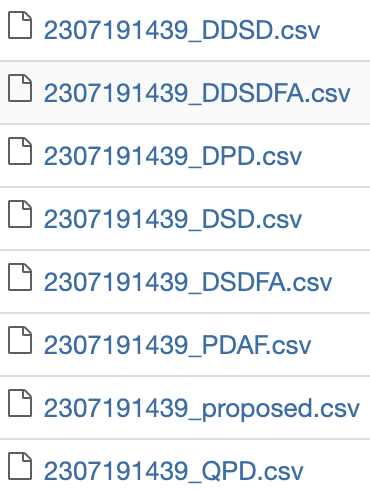 2307191439_DDSD.csv
2307191439_DDSDFA.csv
2307191439_DPD.csv
2307191439_DSD.csv
2307191439_DSDFA.csv
2307191439_PDAF.csv
2307191439_proposed.csv
2307191439_QPD.csv